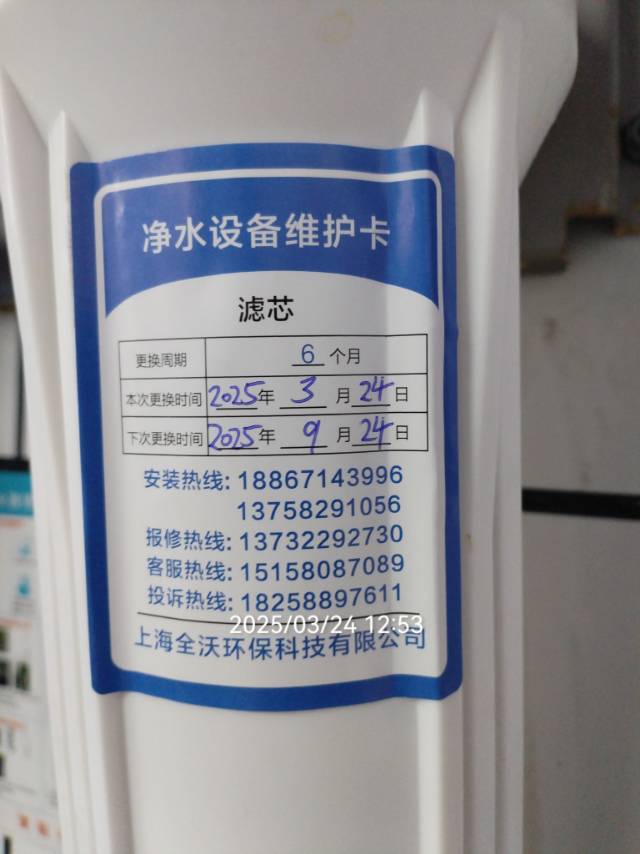 净水设备维护卡
滤芯
更换周期 6 个月
本次更换时间 2025年 3 月 24 日
下次更换时间 2025年 9 月 24 日
安装热线: 18867143996
13758291056
报修热线: 13732292730
客服热线: 15158087089
投诉热线: 18258897611
2025/03/24 12:53
上海全沃环保科技有限公司